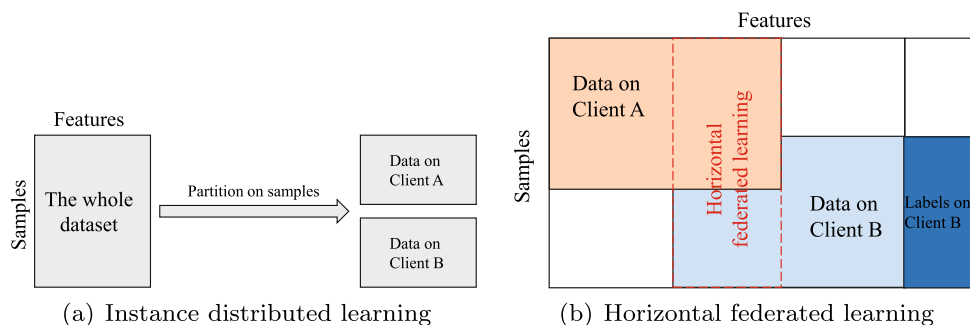 Features
Samples
The whole
dataset
Partition on samples
Data on
Client A
Data on
Client B
(a) Instance distributed learning
Features
Samples
Data on
Client A
Horizontal
federated learning
Data on
Client B
Labels on
Client B
(b) Horizontal federated learning